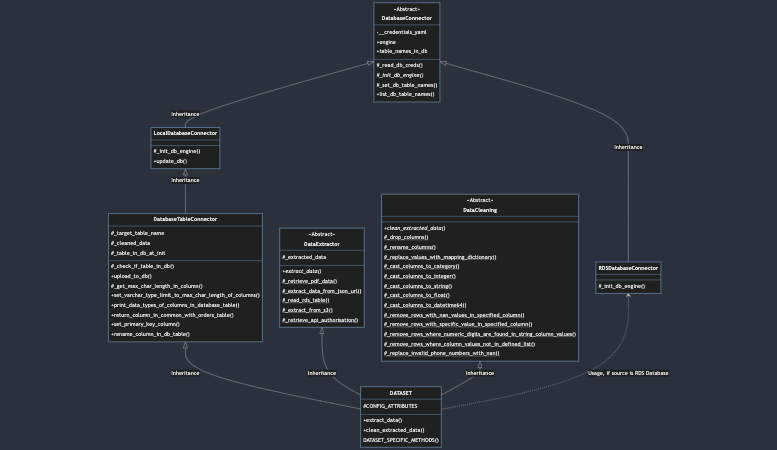 «Abstract»
DatabaseConnector
-__credentials_yaml
+engine
+table_names_in_db
#_read_db_creds()
#_init_db_engine()
#_set_db_table_names()
+list_db_table_names()
Inheritance
LocalDatabaseConnector
#_init_db_engine()
+update_db()
Inheritance
Inheritance
DatabaseTableConnector
#_target_table_name
#_cleaned_data
#_table_in_db_at_init
#_check_if_table_in_db()
+upload_to_db()
#_get_max_char_length_in_column()
+set_varchar_type_limit_to_max_char_length_of_columns()
+print_data_types_of_columns_in_database_table()
+return_column_in_common_with_orders_table()
+set_primary_key_column()
+rename_column_in_db_table()
«Abstract»
DataExtractor
#_extracted_data
+extract_data()
#_retrieve_pdf_data()
#_extract_data_from_json_url()
#_read_rds_table()
#_extract_from_s3()
#_retrieve_api_authorisation()
«Abstract»
DataCleaning
+clean_extracted_data()
#_drop_columns()
#_rename_columns()
#_replace_values_with_mapping_dictionary()
#_cast_columns_to_category()
#_cast_columns_to_integer()
#_cast_columns_to_string()
#_cast_columns_to_float()
#_cast_columns_to_datetime64()
#_remove_rows_with_nan_values_in_specified_column()
#_remove_rows_with_specific_value_in_specified_column()
#_remove_rows_where_numeric_digits_are_found_in_string_column_values()
#_remove_rows_where_column_values_not_in_defined_list()
#_replace_invalid_phone_numbers_with_nan()
RDSDatabaseConnector
#_init_db_engine()
Inheritance
Inheritance
Inheritance
Usage, if source is RDS Database
DATASET
#CONFIG_ATTRIBUTES
+extract_data()
+clean_extracted_data()
DATASET_SPECIFIC_METHODS()